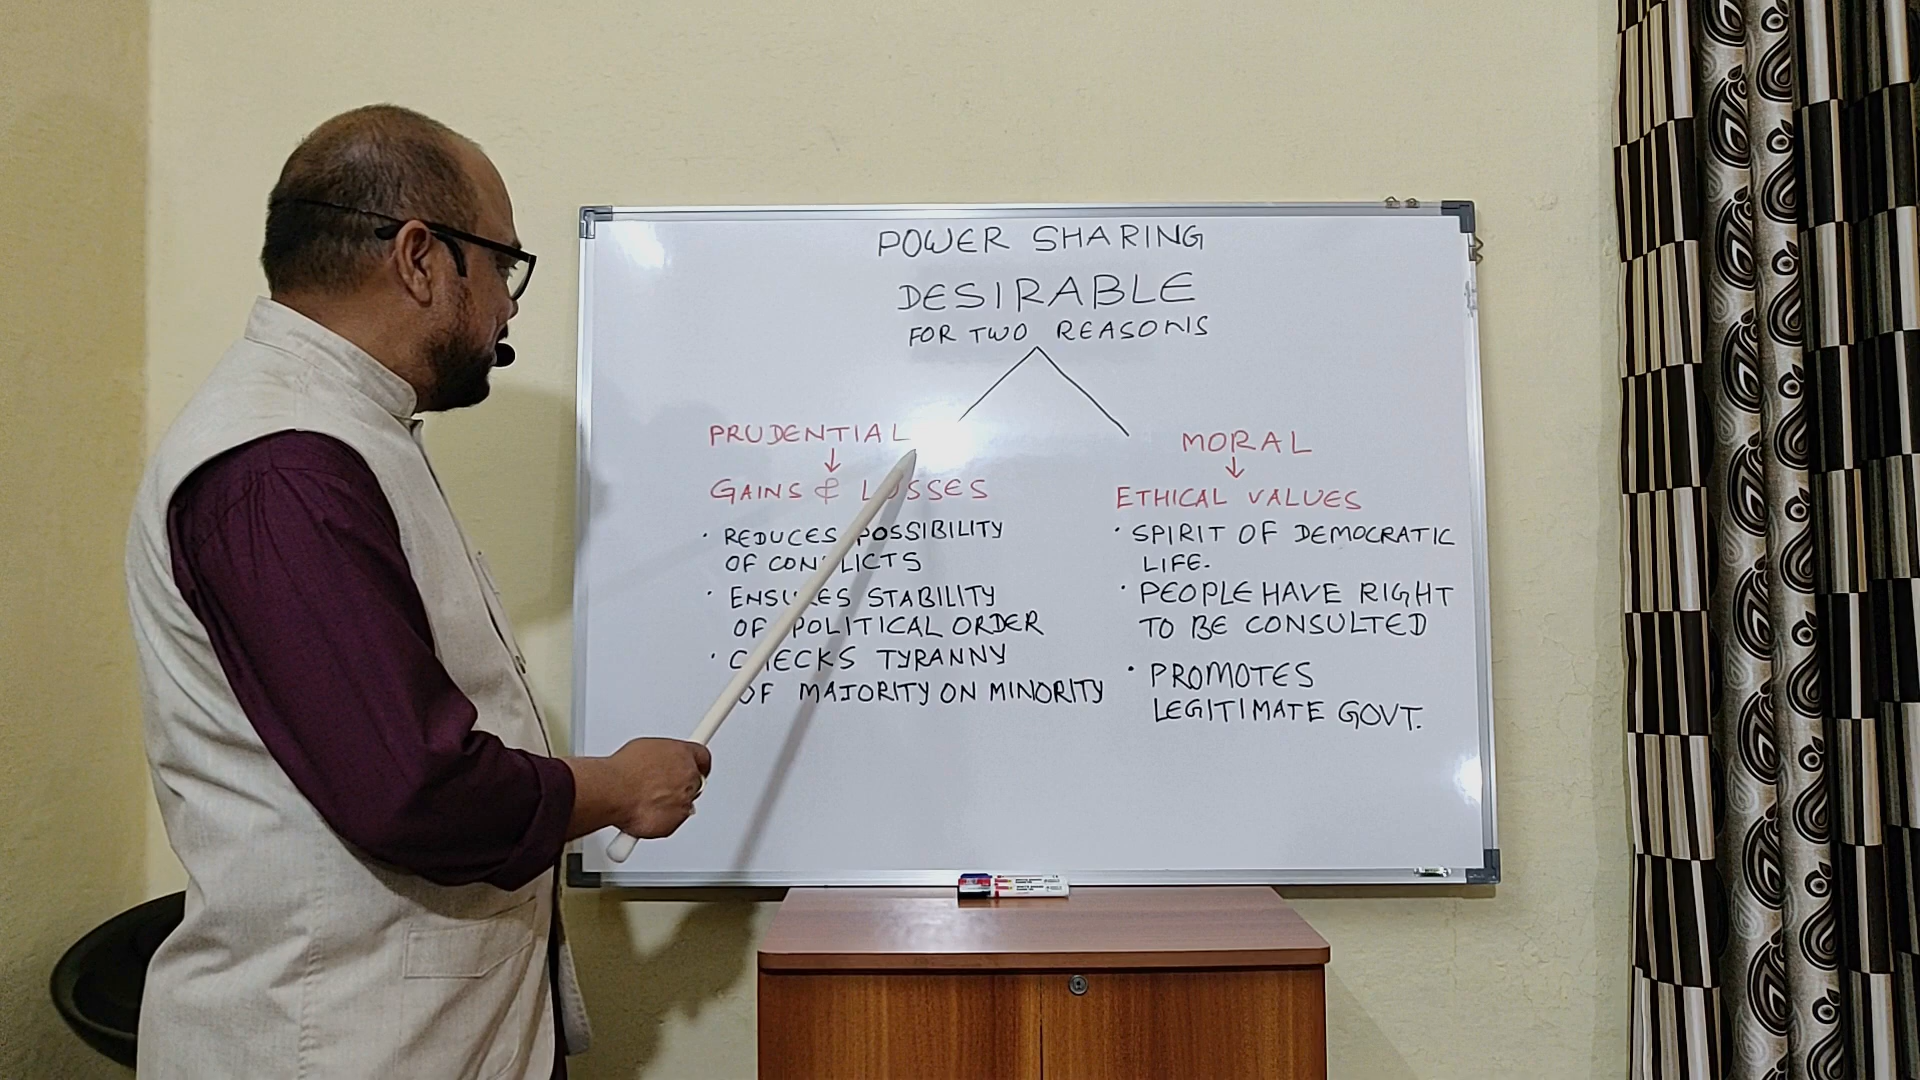 POWER SHARING
DESIRABLE
FOR TWO REASONS
PRUDENTIAL
↓
GAINS & LOSSES
· REDUCES POSSIBILITY
OF CONFLICTS
· ENSURES STABILITY
OF POLITICAL ORDER
· CHECKS TYRANNY
OF MAJORITY ON MINORITY
MORAL
↓
ETHICAL VALUES
· SPIRIT OF DEMOCRATIC
LIFE.
· PEOPLE HAVE RIGHT
TO BE CONSULTED
· PROMOTES
LEGITIMATE GOVT.